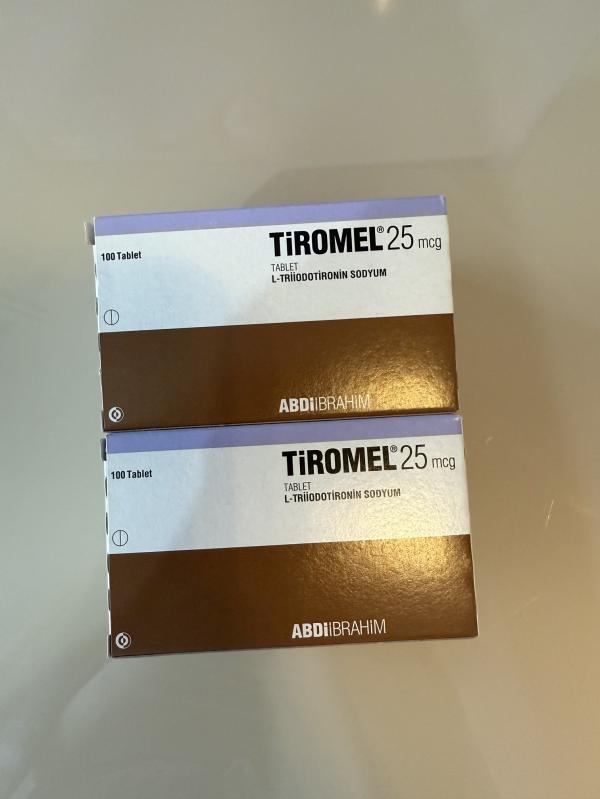 TiROMEL® 25 mcg
100 Tablet
TABLET
L-TRİİODOTİRONİN SODYUM
ABDİİBRAHİM
TiROMEL® 25 mcg
100 Tablet
TABLET
L-TRİİODOTİRONİN SODYUM
ABDİİBRAHİM